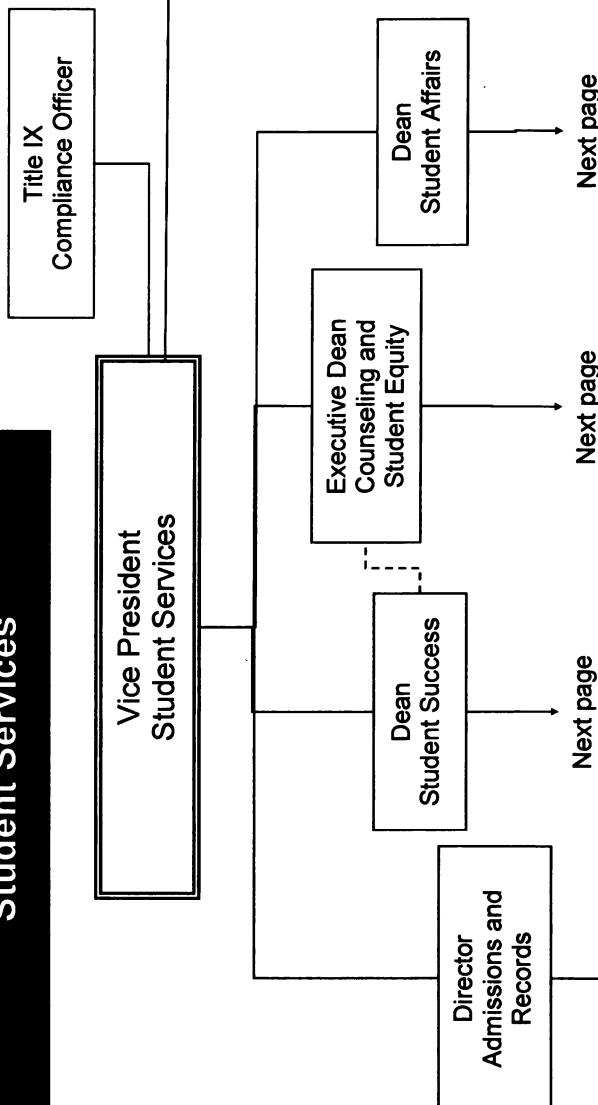 Student Services
Title IX
Compliance Officer
Vice President
Student Services
Dean
Student Affairs
Executive Dean
Counseling and
Student Equity
Dean
Student Success
Director
Admissions and
Records
Next page
Next page
Next page